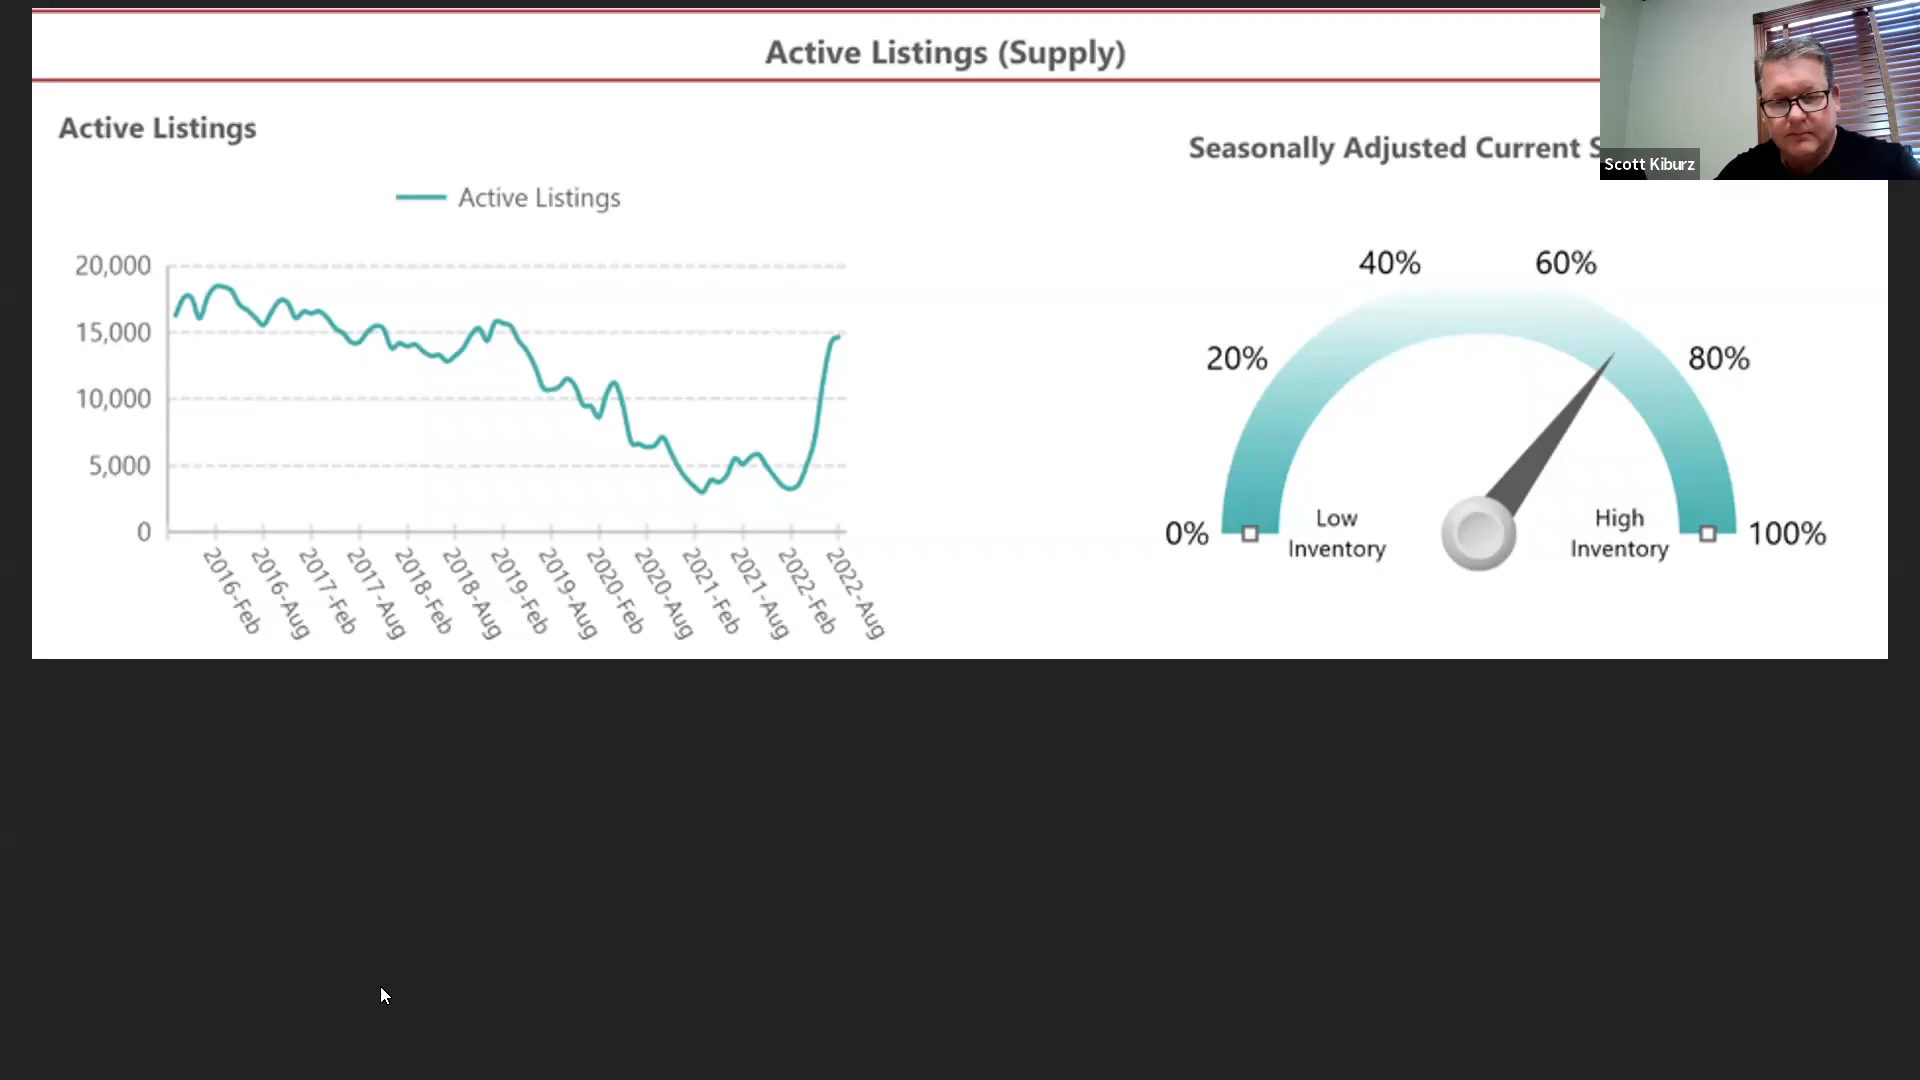 Active Listings (Supply)
Active Listings
Seasonally Adjusted Current S
Scott Kiburz
Active Listings
20,000
15,000
10,000
5,000
0
2016-Feb
2016-Aug
2017-Feb
2017-Aug
2018-Feb
2018-Aug
2019-Feb
2019-Aug
2020-Feb
2020-Aug
2021-Feb
2021-Aug
2022-Feb
2022-Aug
40%
60%
20%
80%
0%
Low
Inventory
High
Inventory
100%